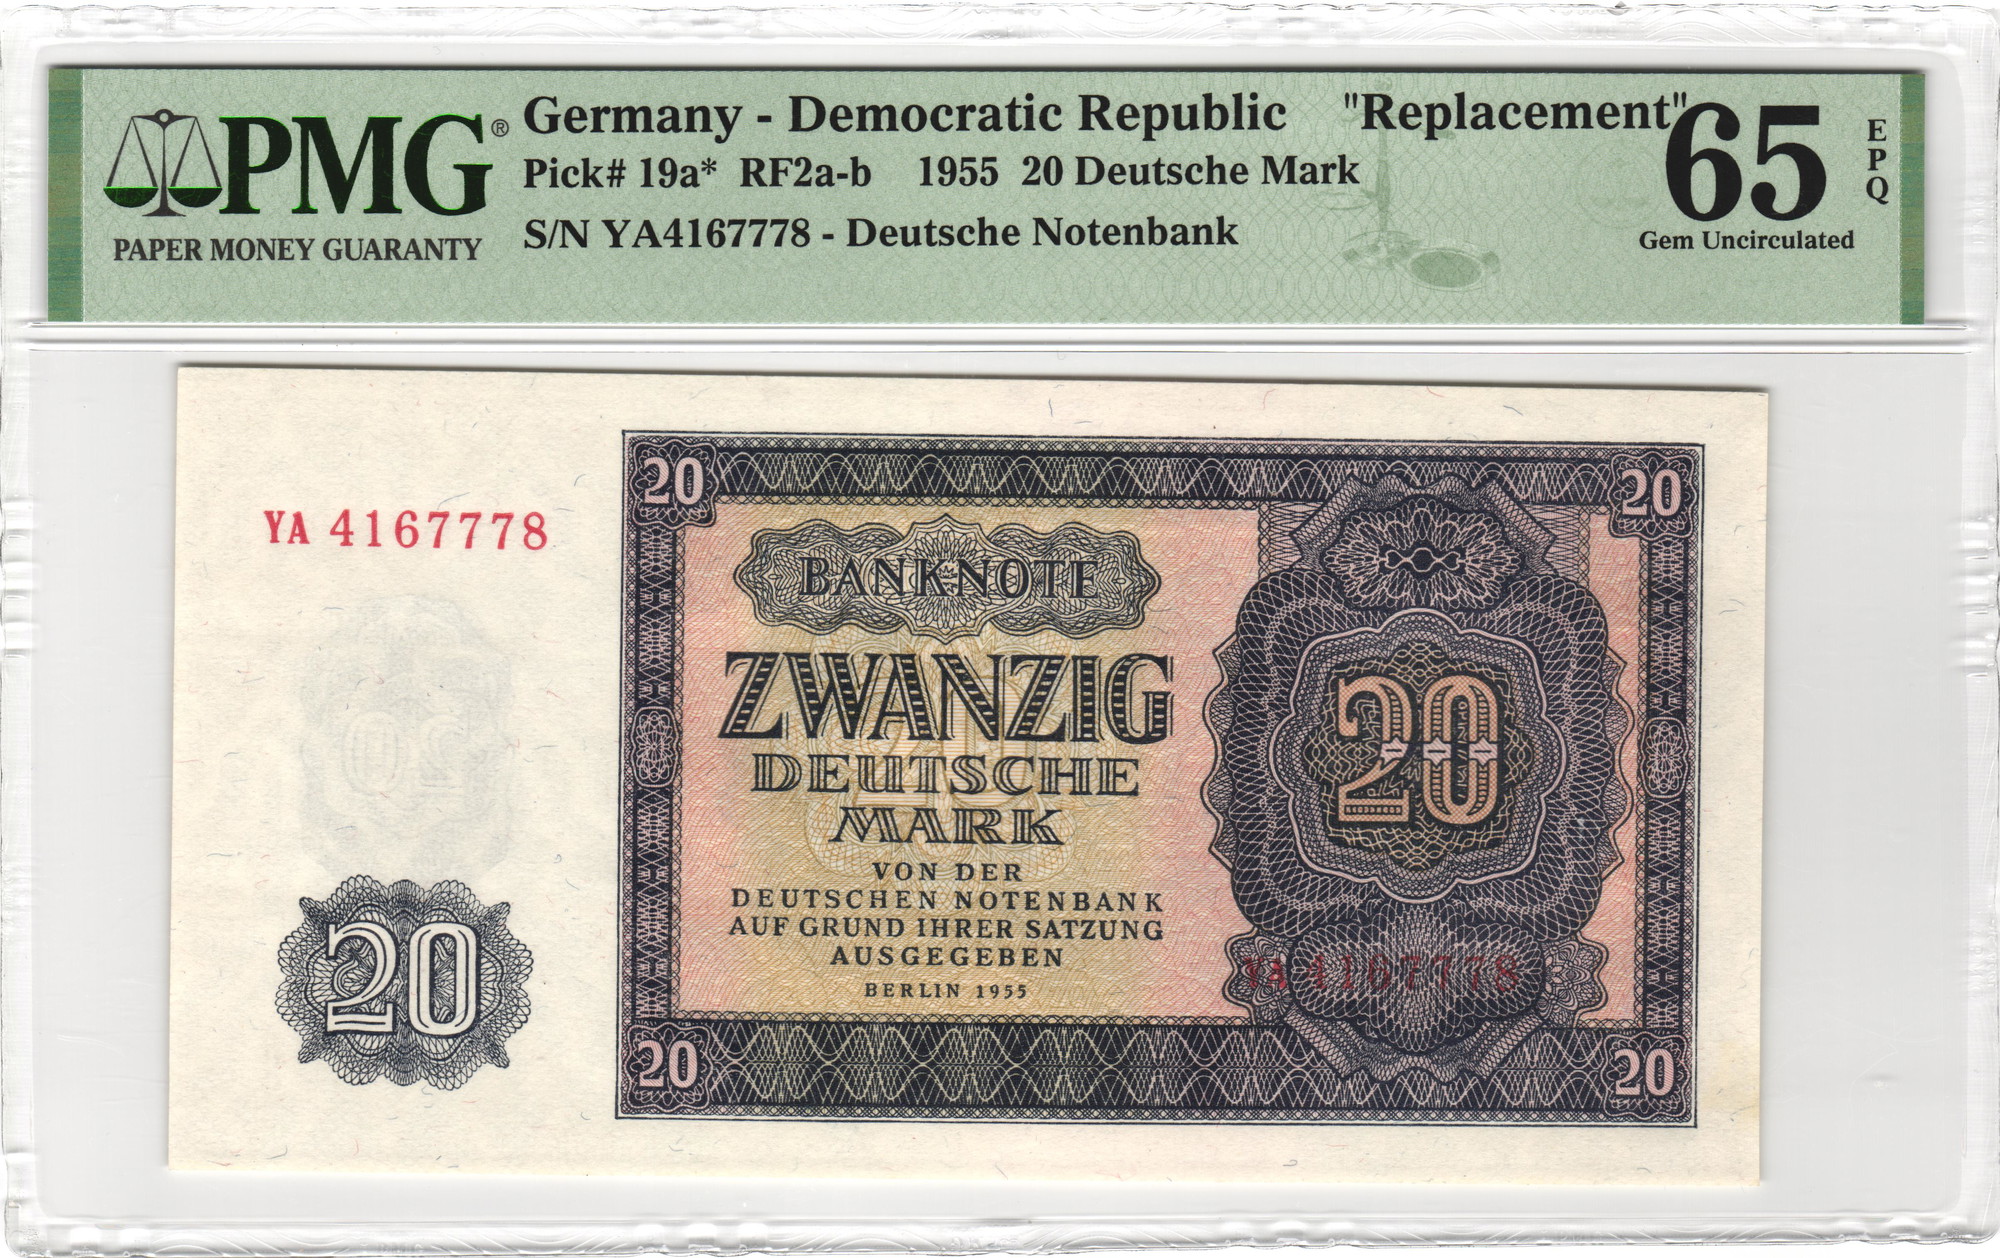 PMG®
PAPER MONEY GUARANTY
Germany - Democratic Republic "Replacement"
Pick# 19a* RF2a-b 1955 20 Deutsche Mark
S/N YA4167778 - Deutsche Notenbank
65
EPQ
Gem Uncirculated
20 20
YA 4167778
BANKNOTE
ZWANZIG
DEUTSCHE
MARK
20
VON DER
DEUTSCHEN NOTENBANK
AUF GRUND IHRER SATZUNG
AUSGEGEBEN
BERLIN 1955
YA 4167778
20
20 20